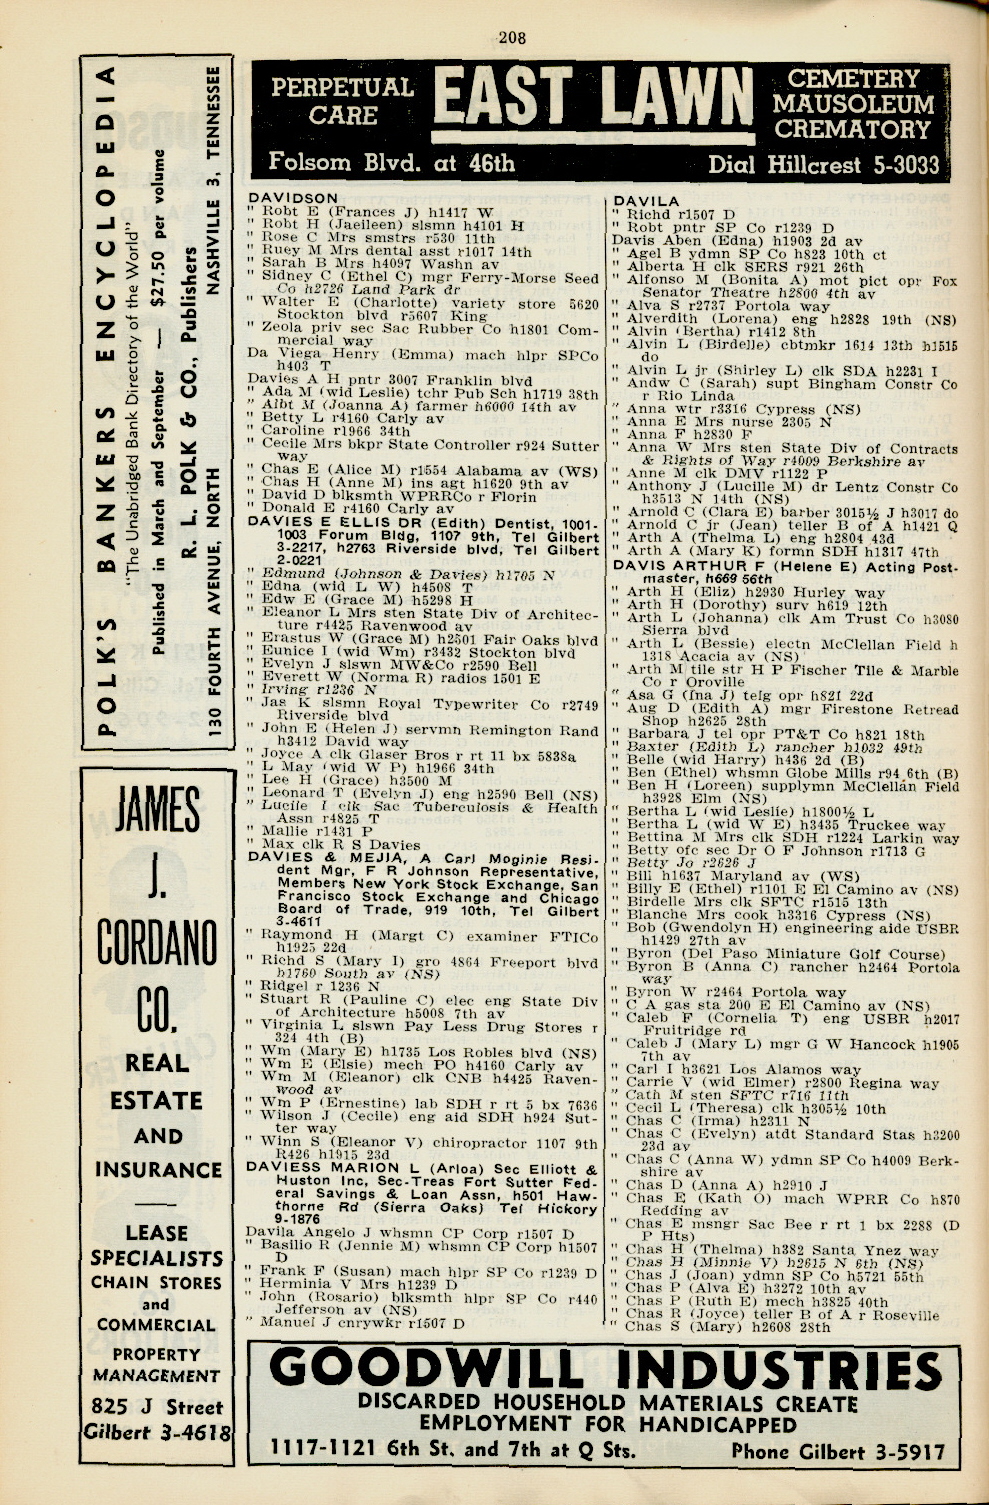 208
POLK'S BANKERS ENCYCLOPEDIA
"The Unabridged Bank Directory of the World"
Published in March and September — $27.50 per volume
R. L. POLK & CO., Publishers
130 FOURTH AVENUE, NORTH NASHVILLE 3, TENNESSEE
JAMES
J.
CORDANO
CO.
REAL
ESTATE
AND
INSURANCE
LEASE
SPECIALISTS
CHAIN STORES
and
COMMERCIAL
PROPERTY
MANAGEMENT
825 J Street
Gilbert 3-4618
PERPETUAL
CARE
EAST LAWN
CEMETERY
MAUSOLEUM
CREMATORY
Folsom Blvd. at 46th
Dial Hillcrest 5-3033
DAVIDSON
" Robt E (Frances J) h1417 W
" Robt H (Jaelleen) slsmn h4101 H
" Rose C Mrs smstrs r530 11th
" Ruey M Mrs dental asst r1017 14th
" Sarah B Mrs h4097 Washn av
" Sidney C (Ethel C) mgr Ferry-Morse Seed
Co h2726 Land Park dr
" Walter E (Charlotte) variety store 5620
Stockton blvd r5607 King
" Zeola priv sec Sac Rubber Co h1801 Com-
mercial way
Da Viega Henry (Emma) mach hlpr SPCo
h403 T
Davies A H pntr 3007 Franklin blvd
" Ada M (wid Leslie) tchr Pub Sch h1719 38th
" Albt M (Joanna A) farmer h6000 14th av
" Betty L r4160 Carly av
" Caroline r1966 34th
" Cecile Mrs bkpr State Controller r924 Sutter
way
" Chas E (Alice M) r1554 Alabama av (WS)
" Chas H (Anne M) ins agt h1620 9th av
" David D blksmth WPRRCo r Florin
" Donald E r4160 Carly av
DAVIES E ELLIS DR (Edith) Dentist, 1001-
1003 Forum Bldg, 1107 9th, Tel Gilbert
3-2217, h2763 Riverside blvd, Tel Gilbert
2-0221
" Edmund (Johnson & Davies) h1705 N
" Edna (wid L W) h4508 T
" Edw E (Grace M) h5298 H
" Eleanor L Mrs sten State Div of Architec-
ture r4425 Ravenwood av
" Erastus W (Grace M) h2501 Fair Oaks blvd
" Eunice I (wid Wm) r3432 Stockton blvd
" Evelyn J slswn MW&Co r2590 Bell
" Everett W (Norma R) radios 1501 E
" Irving r1236 N
" Jas K slsmn Royal Typewriter Co r2749
Riverside blvd
" John E (Helen J) servmn Remington Rand
h3412 David way
" Joyce A clk Glaser Bros r rt 11 bx 5838a
" L May (wid W P) h1966 34th
" Lee H (Grace) h3500 M
" Leonard T (Evelyn J) eng h2590 Bell (NS)
" Lucile I clk Sac Tuberculosis & Health
Assn r4825 T
" Mallie r1431 P
" Max clk R S Davies
DAVIES & MEJIA, A Carl Moginie Resi-
dent Mgr, F R Johnson Representative,
Members New York Stock Exchange, San
Francisco Stock Exchange and Chicago
Board of Trade, 919 10th, Tel Gilbert
3-4611
" Raymond H (Margt C) examiner FTICo
h1925 22d
" Richd S (Mary I) gro 4864 Freeport blvd
h1760 South av (NS)
" Ridgel r 1236 N
" Stuart R (Pauline C) elec eng State Div
of Architecture h5008 7th av
" Virginia L slswn Pay Less Drug Stores r
324 4th (B)
" Wm (Mary E) h1735 Los Robles blvd (NS)
" Wm E (Elsie) mech PO h4160 Carly av
" Wm M (Eleanor) clk CNB h4425 Raven-
wood av
" Wm P (Ernestine) lab SDH r rt 5 bx 7636
" Wilson J (Cecile) eng aid SDH h924 Sut-
ter way
" Winn S (Eleanor V) chiropractor 1107 9th
R426 h1915 23d
DAVIESS MARION L (Arloa) Sec Elliott &
Huston Inc, Sec-Treas Fort Sutter Fed-
eral Savings & Loan Assn, h501 Haw-
thorne Rd (Sierra Oaks) Tel Hickory
9-1876
Davila Angelo J whsmn CP Corp r1507 D
" Basilio R (Jennie M) whsmn CP Corp h1507
D
" Frank F (Susan) mach hlpr SP Co r1239 D
" Herminia V Mrs h1239 D
" John (Rosario) blksmth hlpr SP Co r440
Jefferson av (NS)
" Manuel J cnrywkr r1507 D
DAVILA
" Richd r1507 D
" Robt pntr SP Co r1239 D
Davis Aben (Edna) h1903 2d av
" Agel B ydmn SP Co h823 10th ct
" Alberta H clk SERS r921 26th
" Alfonso M (Bonita A) mot pict opr Fox
Senator Theatre h2800 4th av
" Alva S r2737 Portola way
" Alverdith (Lorena) eng h2828 19th (NS)
" Alvin (Bertha) r1412 8th
" Alvin L (Birdelle) cbtmkr 1614 13th h1515
do
" Alvin L jr (Shirley L) clk SDA h2231 I
" Andw C (Sarah) supt Bingham Constr Co
r Rio Linda
" Anna wtr r3316 Cypress (NS)
" Anna E Mrs nurse 2305 N
" Anna F h2830 F
" Anna W Mrs sten State Div of Contracts
& Rights of Way r4009 Berkshire av
" Anne M clk DMV r1122 P
" Anthony J (Lucille M) dr Lentz Constr Co
h3513 N 14th (NS)
" Arnold C (Clara E) barber 3015½ J h3017 do
" Arnold C jr (Jean) teller B of A h1421 Q
" Arth A (Thelma L) eng h2804 43d
" Arth A (Mary K) formn SDH h1317 47th
DAVIS ARTHUR F (Helene E) Acting Post-
master, h669 56th
" Arth H (Eliz) h2930 Hurley way
" Arth H (Dorothy) surv h619 12th
" Arth L (Johanna) clk Am Trust Co h3080
Sierra blvd
" Arth L (Bessie) electn McClellan Field h
1318 Acacia av (NS)
" Arth M tile str H P Fischer Tile & Marble
Co r Oroville
" Asa G (Ina J) telg opr h821 22d
" Aug D (Edith A) mgr Firestone Retread
Shop h2625 28th
" Barbara J tel opr PT&T Co h821 18th
" Baxter (Edith L) rancher h1032 49th
" Belle (wid Harry) h436 2d (B)
" Ben (Ethel) whsmn Globe Mills r94 6th (B)
" Ben H (Loreen) supplymn McClellan Field
h3928 Elm (NS)
" Bertha L (wid Leslie) h1800½ L
" Bertha L (wid W E) h3435 Truckee way
" Bettina M Mrs clk SDH r1224 Larkin way
" Betty ofc sec Dr O F Johnson r1713 G
" Betty Jo r2626 J
" Bill h1637 Maryland av (WS)
" Billy E (Ethel) r1101 E El Camino av (NS)
" Birdelle Mrs clk SFTC r1515 13th
" Blanche Mrs cook h3316 Cypress (NS)
" Bob (Gwendolyn H) engineering aide USBR
h1429 27th av
" Byron (Del Paso Miniature Golf Course)
" Byron B (Anna C) rancher h2464 Portola
way
" Byron W r2464 Portola way
" C A gas sta 200 E El Camino av (NS)
" Caleb F (Cornelia T) eng USBR h2017
Fruitridge rd
" Caleb J (Mary L) mgr G W Hancock h1905
7th av
" Carl I h3621 Los Alamos way
" Carrie V (wid Elmer) r2800 Regina way
" Cath M sten SFTC r716 11th
" Cecil L (Theresa) clk h305½ 10th
" Chas C (Irma) h2311 N
" Chas C (Evelyn) atdt Standard Stas h3200
23d av
" Chas C (Anna W) ydmn SP Co h4009 Berk-
shire av
" Chas D (Anna A) h2910 J
" Chas E (Kath O) mach WPRR Co h870
Redding av
" Chas E msngr Sac Bee r rt 1 bx 2288 (D
P Hts)
" Chas H (Thelma) h382 Santa Ynez way
" Chas H (Minnie V) h2615 N 6th (NS)
" Chas J (Joan) ydmn SP Co h5721 55th
" Chas P (Alva E) h3272 10th av
" Chas P (Ruth E) mech h3825 40th
" Chas R (Joyce) teller B of A r Roseville
" Chas S (Mary) h2608 28th
GOODWILL INDUSTRIES
DISCARDED HOUSEHOLD MATERIALS CREATE
EMPLOYMENT FOR HANDICAPPED
1117-1121 6th St. and 7th at Q Sts.
Phone Gilbert 3-5917